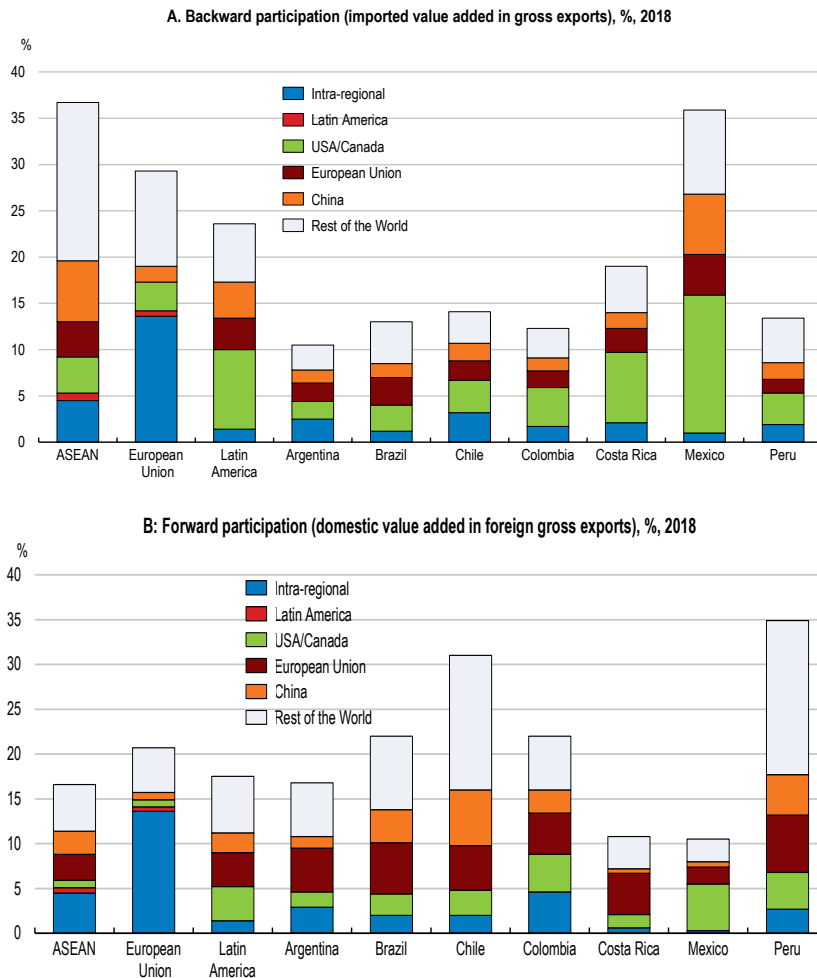 A. Backward participation (imported value added in gross exports), %, 2018
%
40
35
30
25
20
15
10
5
0
Intra-regional
Latin America
USA/Canada
European Union
China
Rest of the World
ASEAN
European
Union
Latin
America
Argentina
Brazil
Chile
Colombia
Costa Rica
Mexico
Peru
B: Forward participation (domestic value added in foreign gross exports), %, 2018
%
40
35
30
25
20
15
10
5
0
Intra-regional
Latin America
USA/Canada
European Union
China
Rest of the World
ASEAN
European
Union
Latin
America
Argentina
Brazil
Chile
Colombia
Costa Rica
Mexico
Peru